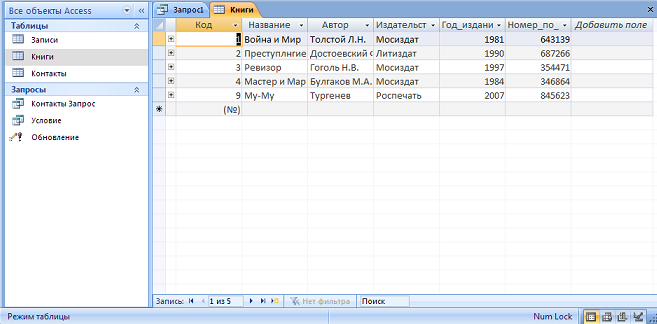 Все объекты Access
Таблицы
Записи
Книги
Контакты
Запросы
Контакты Запрос
Условие
Обновление
Запрос1 Книги
Код Название Автор Издательст Год_издани Номер_по_ Добавить поле
1 Война и Мир Толстой Л.Н. Мосиздат 1981 643139
2 Преступлнгие Достоевский Ф Литиздат 1990 687266
3 Ревизор Гоголь Н.В. Мосиздат 1997 354471
4 Мастер и Мар Булгаков М.А. Мосиздат 1984 346864
9 Му-Му Тургенев Роспечать 2007 845623
(№)
Запись: 1 из 5 Нет фильтра Поиск
Режим таблицы Num Lock